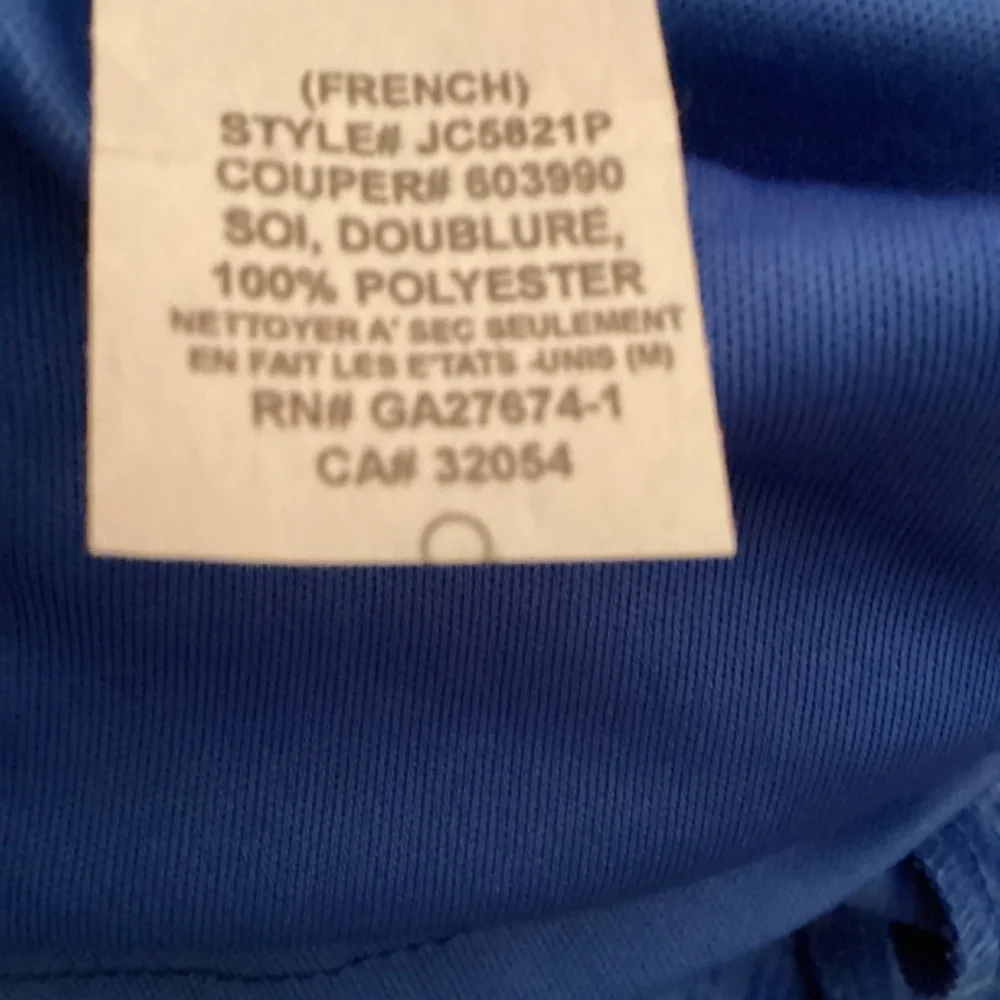 (FRENCH)
STYLE# JC5821P
COUPER# 603990
SOI, DOUBLURE,
100% POLYESTER
NETTOYER A' SEC SEULEMENT
EN FAIT LES E'TATS -UNIS (M)
RN# GA27674-1
CA# 32054